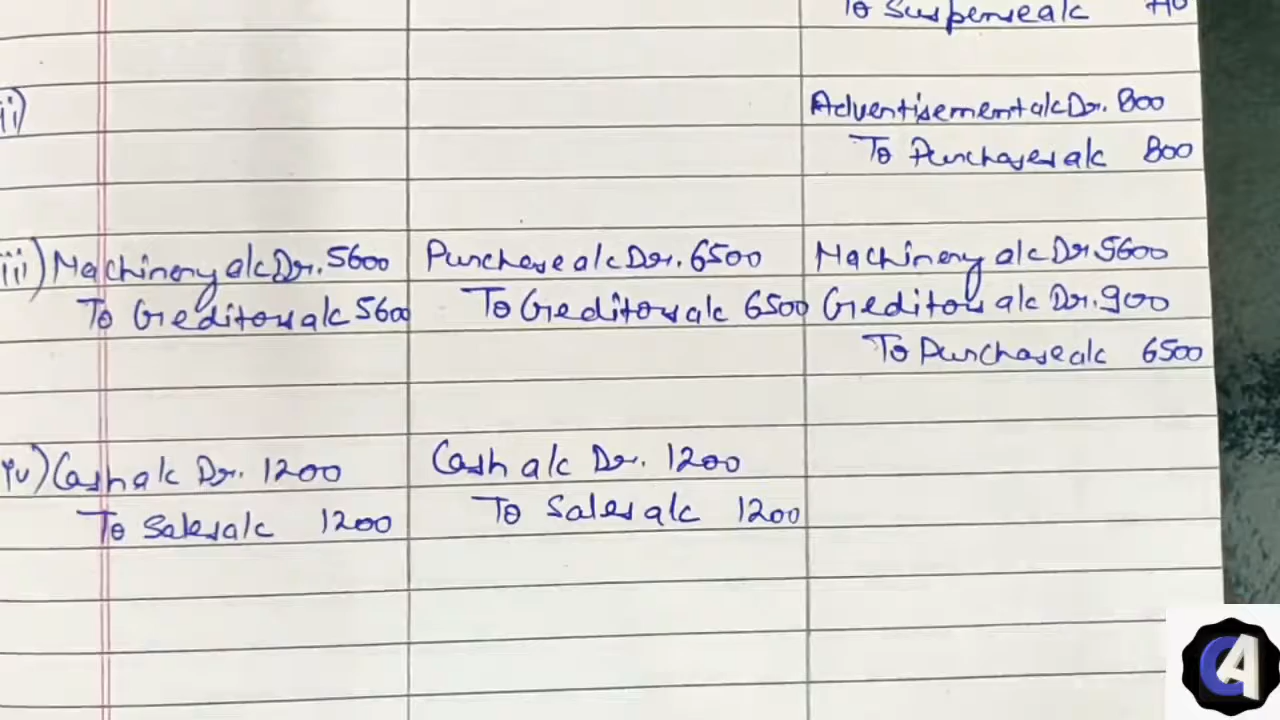 To Suspense a/c
ii)
Advertisement a/c Dr. 800
To Purchases a/c 800
iii) Machinery a/c Dr. 5600
To Creditors a/c 5600
Purchase a/c Dr. 6500
To Creditors a/c 6500
Machinery a/c Dr. 5600
Creditors a/c Dr. 900
To Purchase a/c 6500
iv) Cash a/c Dr. 1200
To Sales a/c 1200
Cash a/c Dr. 1200
To Sales a/c 1200
CA